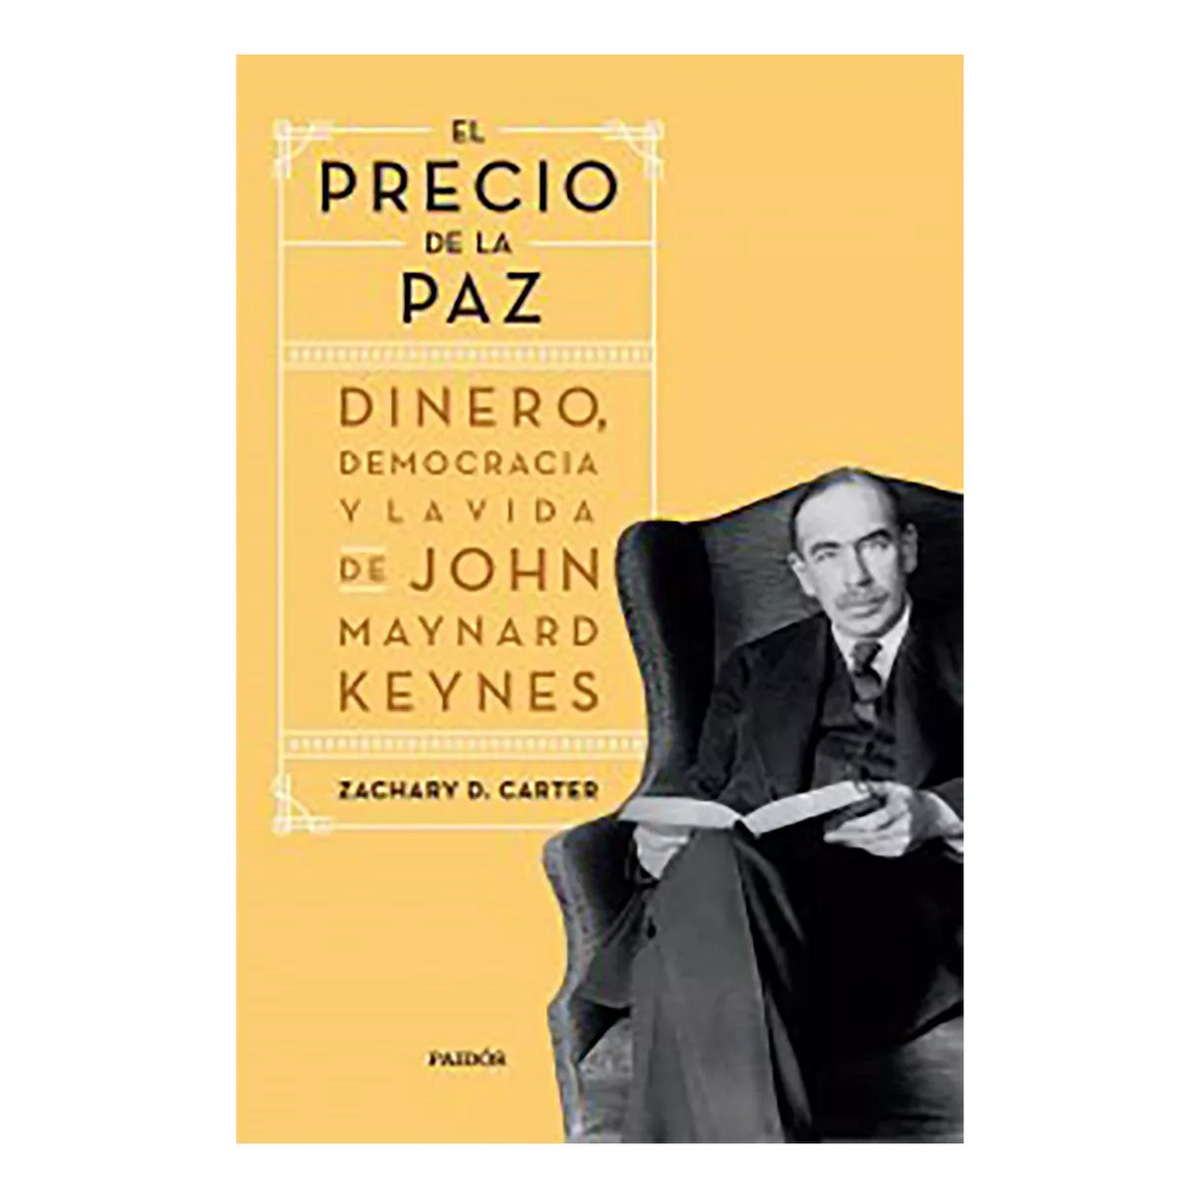 EL
PRECIO
DE LA
PAZ
DINERO,
DEMOCRACIA
Y LA VIDA
DE JOHN
MAYNARD
KEYNES
ZACHARY D. CARTER
PAIDÓS